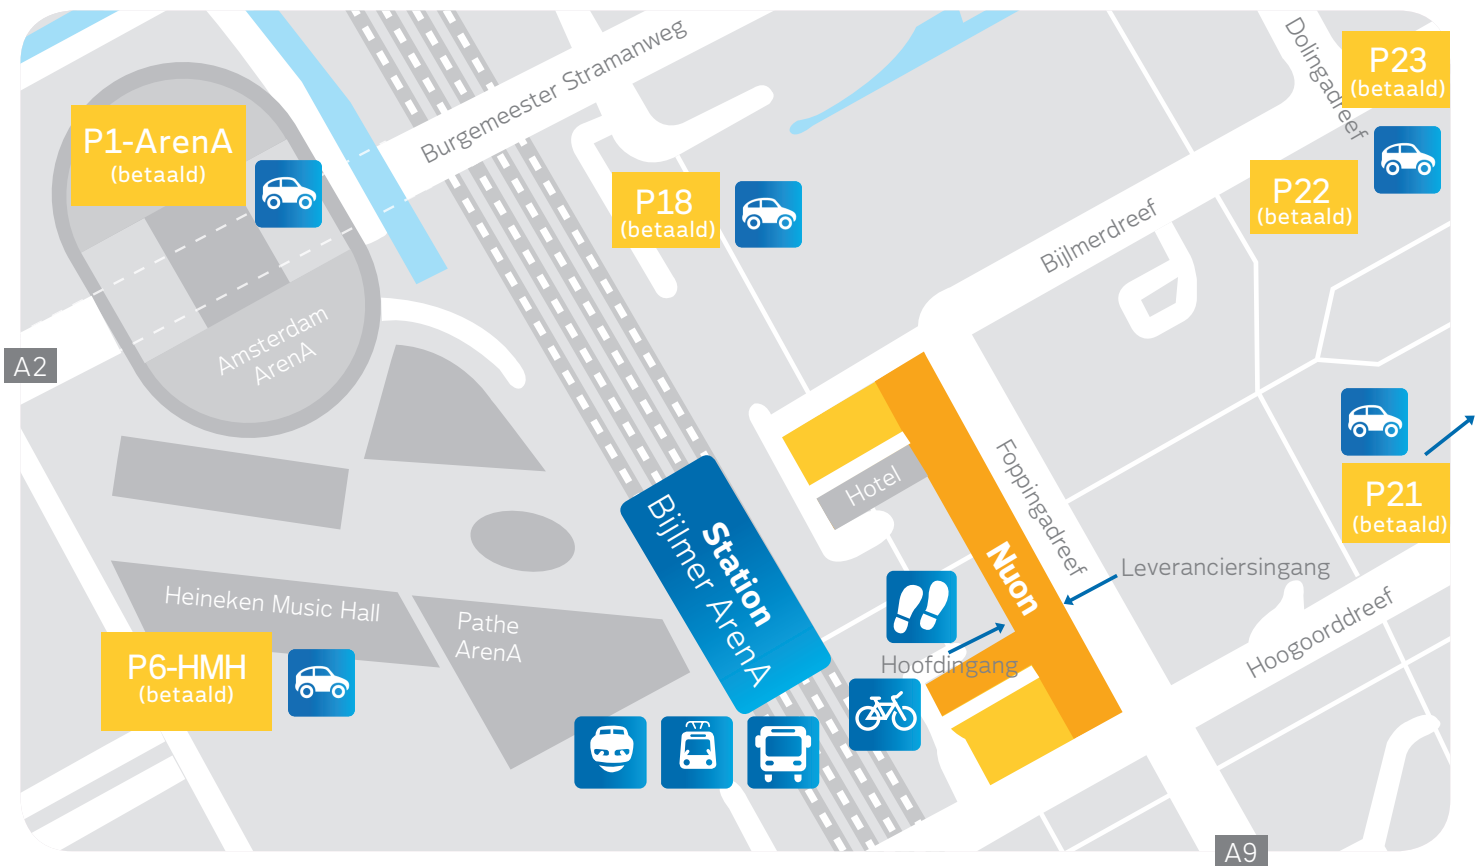 Burgemeester Stramanweg
Dolingadreef
P23
(betaald)
P1-ArenA
(betaald)
P18
(betaald)
P22
(betaald)
Bijlmerdreef
Amsterdam
ArenA
A2
Hotel
Foppingadreef
P21
(betaald)
Station
Bijlmer ArenA
Nuon
Leveranciersingang
Heineken Music Hall
Pathe
ArenA
Hoofdingang
Hoogoorddreef
P6-HMH
(betaald)
A9